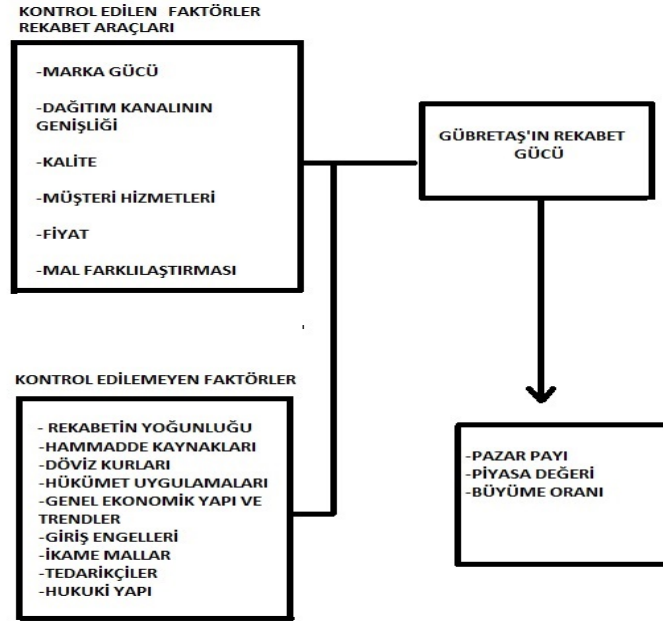 KONTROL EDİLEN FAKTÖRLER
REKABET ARAÇLARI
-MARKA GÜCÜ
-DAĞITIM KANALININ
GENİŞLİĞİ
-KALİTE
-MÜŞTERİ HİZMETLERİ
-FİYAT
-MAL FARKLILAŞTIRMASI
GÜBRETAŞ'IN REKABET
GÜCÜ
KONTROL EDİLEMEYEN FAKTÖRLER
- REKABETİN YOĞUNLUĞU
-HAMMADDE KAYNAKLARI
-DÖVİZ KURLARI
-HÜKÜMET UYGULAMALARI
-GENEL EKONOMİK YAPI VE
TRENDLER
-GİRİŞ ENGELLERİ
-İKAME MALLAR
-TEDARİKÇİLER
-HUKUKİ YAPI
-PAZAR PAYI
-PİYASA DEĞERİ
-BÜYÜME ORANI